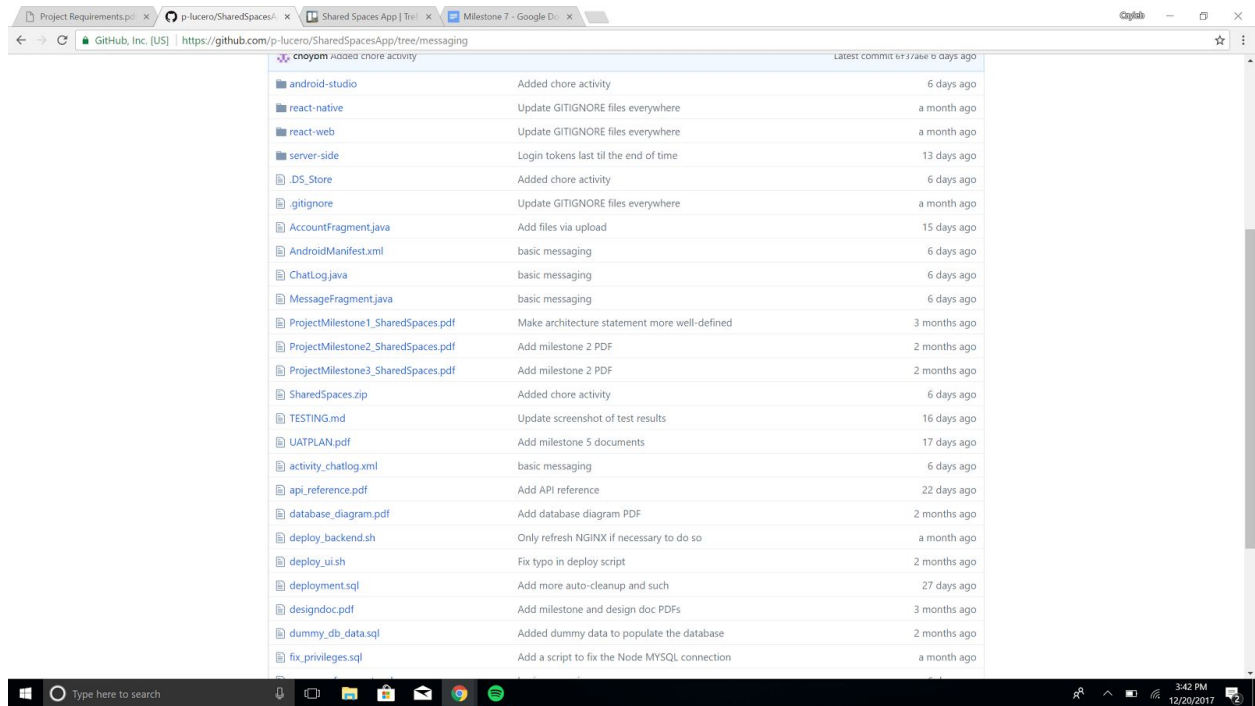 Project Requirements.pd
p-lucero/SharedSpacesA
Shared Spaces App | Trel
Milestone 7 - Google Do
Cayleb
GitHub, Inc. [US] | https://github.com/p-lucero/SharedSpacesApp/tree/messaging
cnoybm Added chore activity Latest commit 6f37a6e 6 days ago
android-studio Added chore activity 6 days ago
react-native Update GITIGNORE files everywhere a month ago
react-web Update GITIGNORE files everywhere a month ago
server-side Login tokens last til the end of time 13 days ago
.DS_Store Added chore activity 6 days ago
.gitignore Update GITIGNORE files everywhere a month ago
AccountFragment.java Add files via upload 15 days ago
AndroidManifest.xml basic messaging 6 days ago
ChatLog.java basic messaging 6 days ago
MessageFragment.java basic messaging 6 days ago
ProjectMilestone1_SharedSpaces.pdf Make architecture statement more well-defined 3 months ago
ProjectMilestone2_SharedSpaces.pdf Add milestone 2 PDF 2 months ago
ProjectMilestone3_SharedSpaces.pdf Add milestone 2 PDF 2 months ago
SharedSpaces.zip Added chore activity 6 days ago
TESTING.md Update screenshot of test results 16 days ago
UATPLAN.pdf Add milestone 5 documents 17 days ago
activity_chatlog.xml basic messaging 6 days ago
api_reference.pdf Add API reference 22 days ago
database_diagram.pdf Add database diagram PDF 2 months ago
deploy_backend.sh Only refresh NGINX if necessary to do so a month ago
deploy_ui.sh Fix typo in deploy script 2 months ago
deployment.sql Add more auto-cleanup and such 27 days ago
designdoc.pdf Add milestone and design doc PDFs 3 months ago
dummy_db_data.sql Added dummy data to populate the database 2 months ago
fix_privileges.sql Add a script to fix the Node MYSQL connection a month ago
Type here to search
3:42 PM
12/20/2017
2